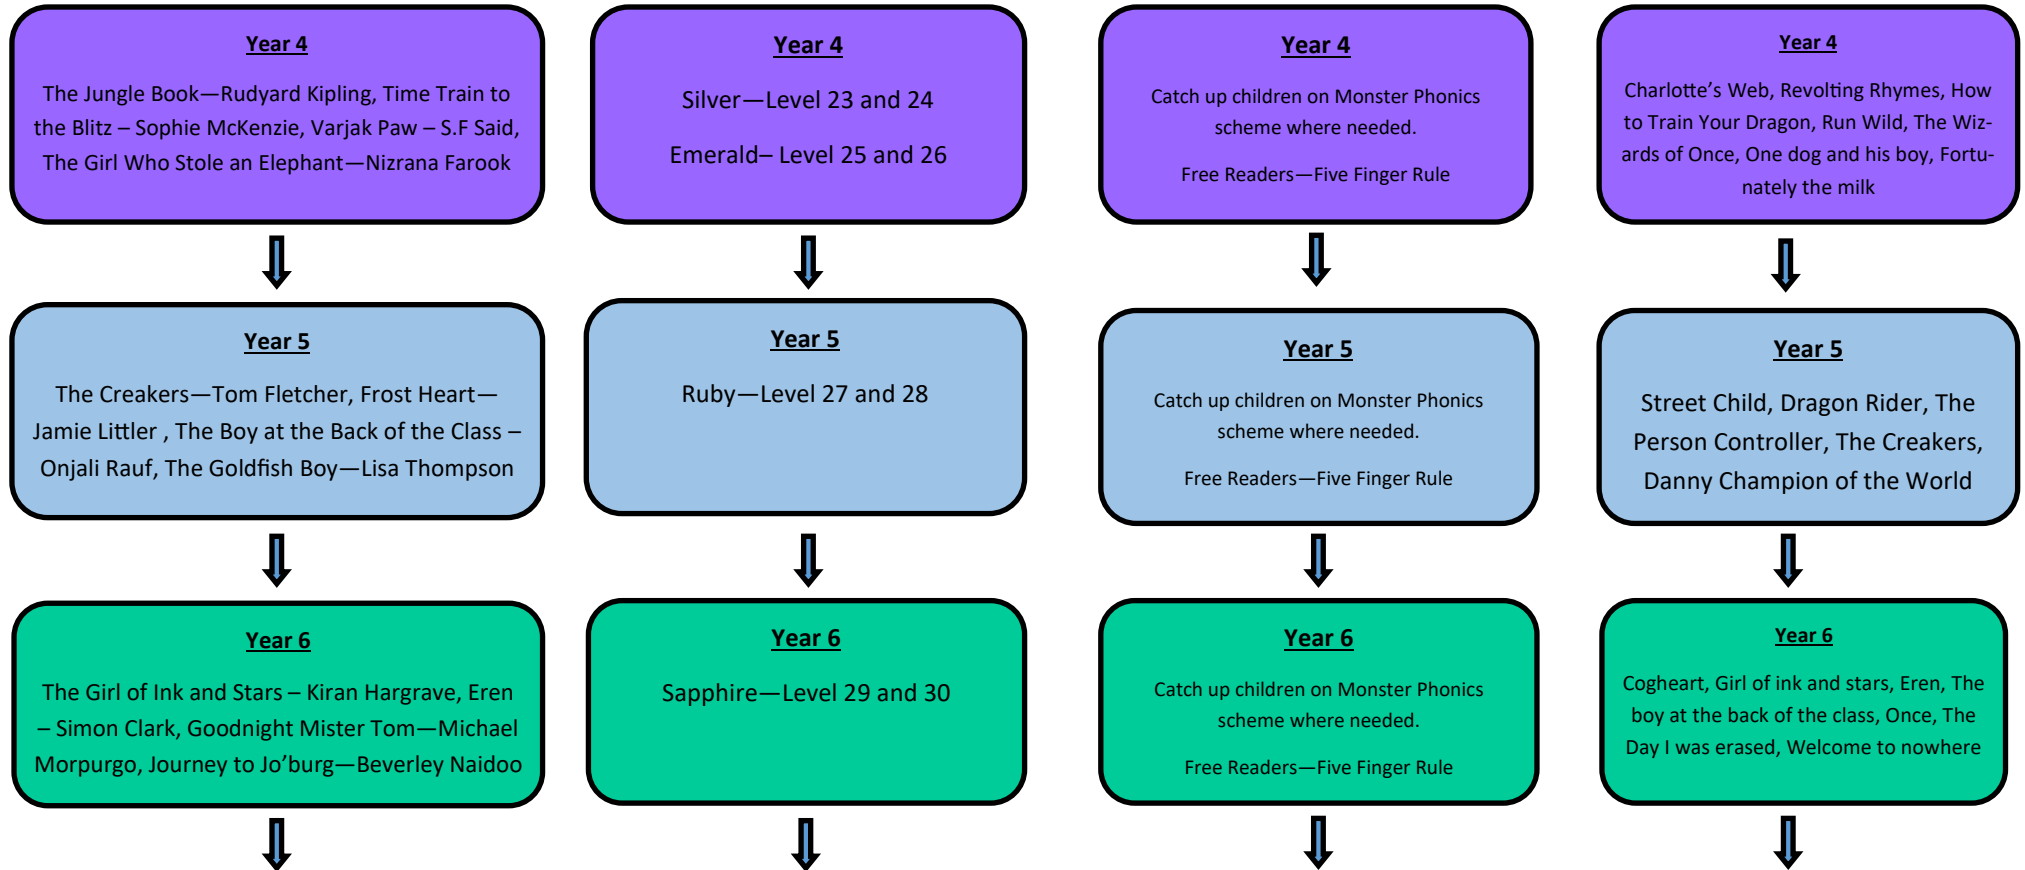 Year 4
The Jungle Book—Rudyard Kipling, Time Train to
the Blitz – Sophie McKenzie, Varjak Paw – S.F Said,
The Girl Who Stole an Elephant—Nizrana Farook
Year 4
Silver—Level 23 and 24
Emerald– Level 25 and 26
Year 4
Catch up children on Monster Phonics
scheme where needed.
Free Readers—Five Finger Rule
Year 4
Charlotte’s Web, Revolting Rhymes, How
to Train Your Dragon, Run Wild, The Wiz-
ards of Once, One dog and his boy, Fortu-
nately the milk
Year 5
The Creakers—Tom Fletcher, Frost Heart—
Jamie Littler , The Boy at the Back of the Class –
Onjali Rauf, The Goldfish Boy—Lisa Thompson
Year 5
Ruby—Level 27 and 28
Year 5
Catch up children on Monster Phonics
scheme where needed.
Free Readers—Five Finger Rule
Year 5
Street Child, Dragon Rider, The
Person Controller, The Creakers,
Danny Champion of the World
Year 6
The Girl of Ink and Stars – Kiran Hargrave, Eren
– Simon Clark, Goodnight Mister Tom—Michael
Morpurgo, Journey to Jo’burg—Beverley Naidoo
Year 6
Sapphire—Level 29 and 30
Year 6
Catch up children on Monster Phonics
scheme where needed.
Free Readers—Five Finger Rule
Year 6
Cogheart, Girl of ink and stars, Eren, The
boy at the back of the class, Once, The
Day I was erased, Welcome to nowhere